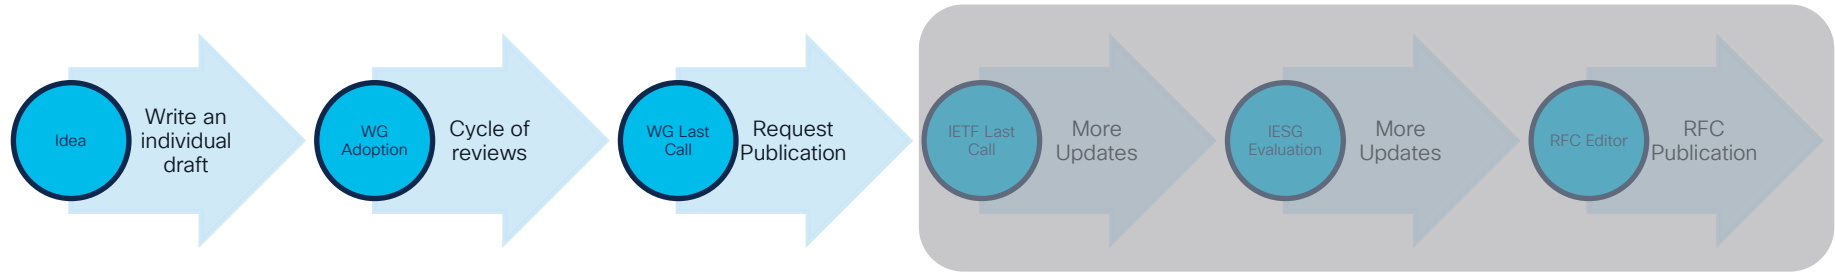 Idea
Write an
individual
draft
WG
Adoption
Cycle of
reviews
WG Last
Call
Request
Publication
IETF Last
Call
More
Updates
IESG
Evaluation
More
Updates
RFC Editor
RFC
Publication